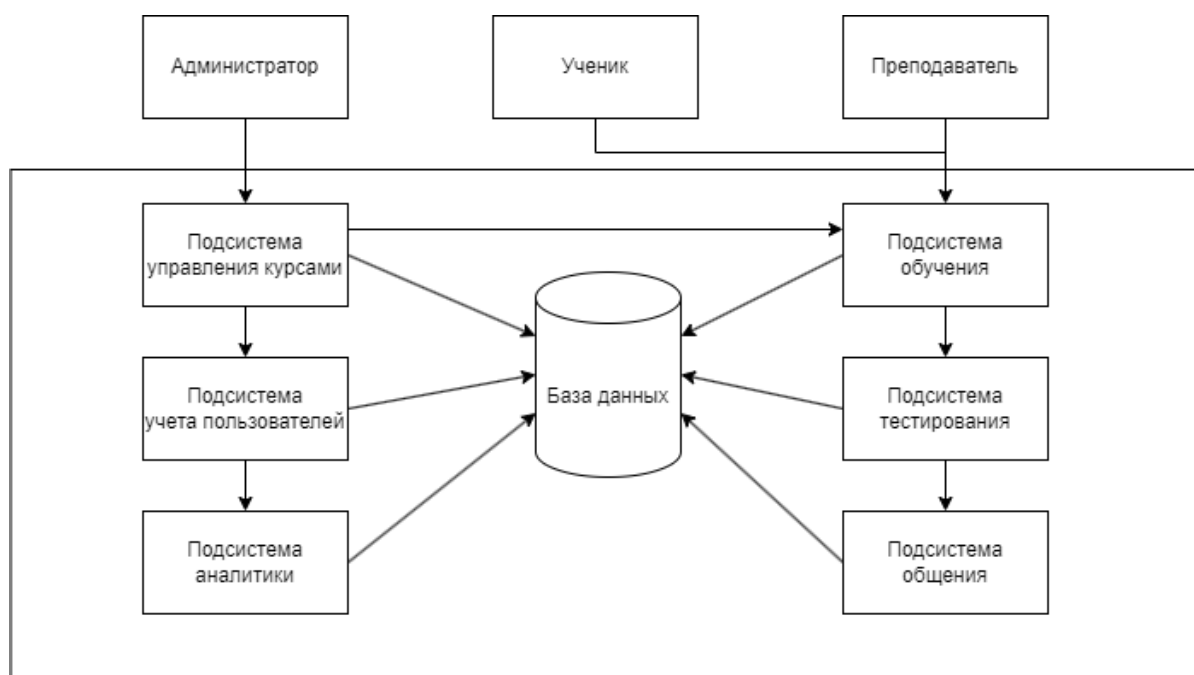 Администратор
Ученик
Преподаватель
Подсистема
управления курсами
Подсистема
обучения
База данных
Подсистема
учета пользователей
Подсистема
тестирования
Подсистема
аналитики
Подсистема
общения